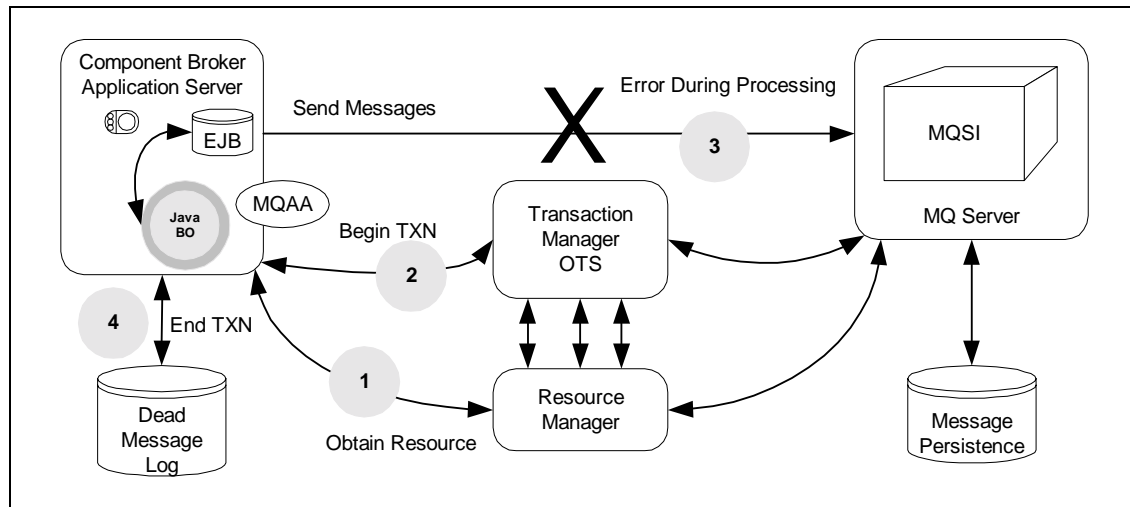 Component Broker
Application Server
EJB
Java
BO
MQAA
Send Messages
Error During Processing
3
MQSI
MQ Server
Begin TXN
2
Transaction
Manager
OTS
4
End TXN
1
Obtain Resource
Resource
Manager
Dead
Message
Log
Message
Persistence